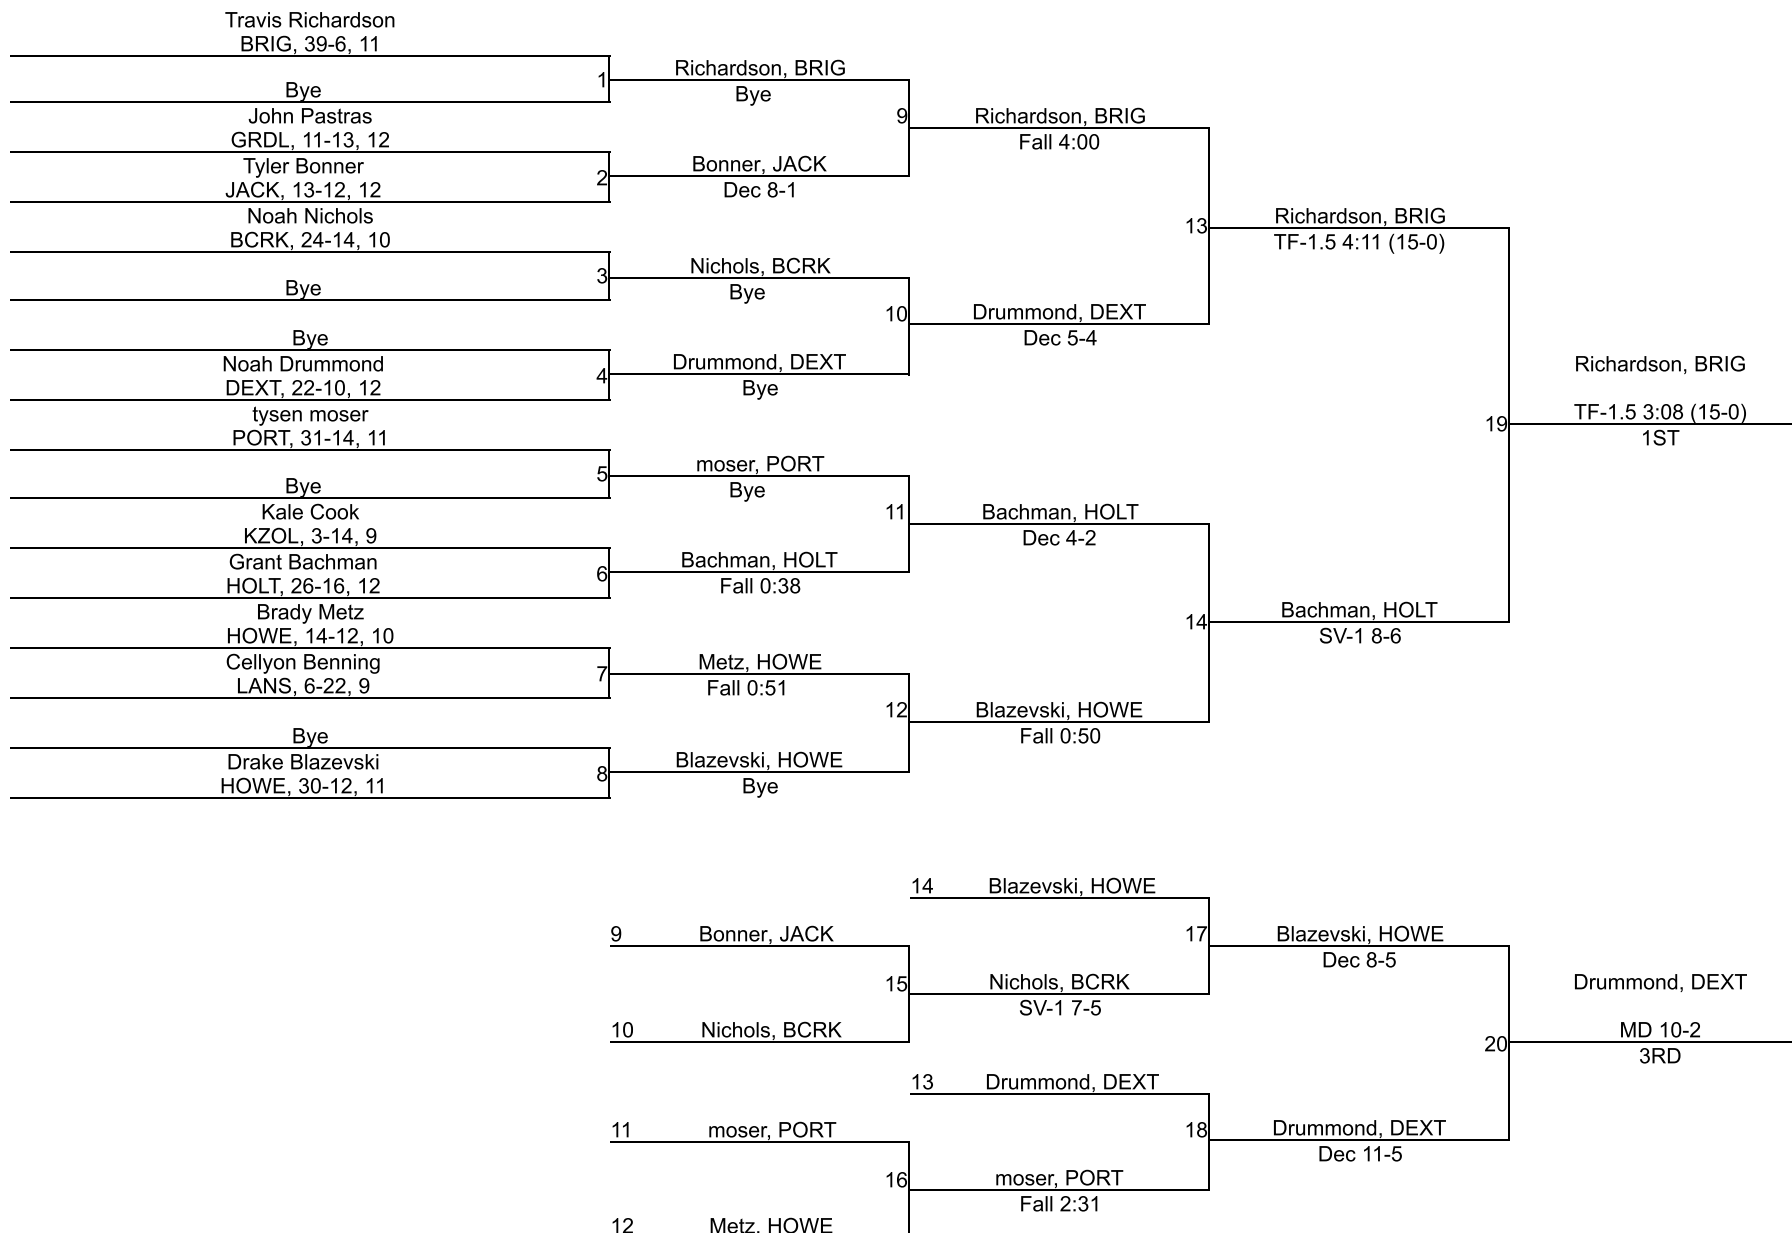 Travis Richardson
BRIG, 39-6, 11
Bye
John Pastras
GRDL, 11-13, 12
Tyler Bonner
JACK, 13-12, 12
Noah Nichols
BCRK, 24-14, 10
Bye
Bye
Noah Drummond
DEXT, 22-10, 12
tysen moser
PORT, 31-14, 11
Bye
Kale Cook
KZOL, 3-14, 9
Grant Bachman
HOLT, 26-16, 12
Brady Metz
HOWE, 14-12, 10
Cellyon Benning
LANS, 6-22, 9
Bye
Drake Blazevski
HOWE, 30-12, 11
1
2
3
4
5
6
7
8
Richardson, BRIG
Bye
Bonner, JACK
Dec 8-1
Nichols, BCRK
Bye
Drummond, DEXT
Bye
moser, PORT
Bye
Bachman, HOLT
Fall 0:38
Metz, HOWE
Fall 0:51
Blazevski, HOWE
Bye
9
10
11
12
Richardson, BRIG
Fall 4:00
Drummond, DEXT
Dec 5-4
Bachman, HOLT
Dec 4-2
Blazevski, HOWE
Fall 0:50
13
14
Richardson, BRIG
TF-1.5 4:11 (15-0)
Bachman, HOLT
SV-1 8-6
19
Richardson, BRIG
TF-1.5 3:08 (15-0)
1ST
9 Bonner, JACK
10 Nichols, BCRK
11 moser, PORT
12 Metz, HOWE
15
16
14 Blazevski, HOWE
Nichols, BCRK
SV-1 7-5
13 Drummond, DEXT
moser, PORT
Fall 2:31
17
18
Blazevski, HOWE
Dec 8-5
Drummond, DEXT
Dec 11-5
20
Drummond, DEXT
MD 10-2
3RD